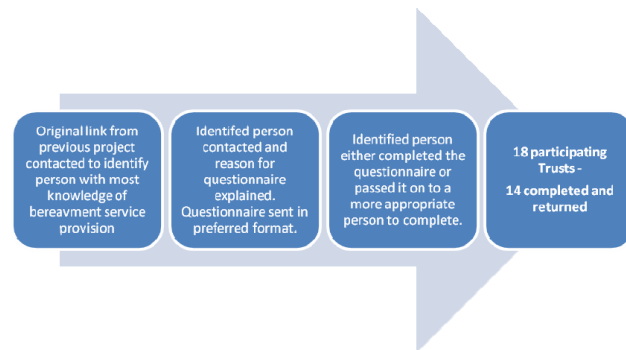 Original link from
previous project
contacted to identify
person with most
knowledge of
bereavment service
provision
Identifed person
contacted and
reason for
questionnaire
explained.
Questionnaire sent in
preferred format.
Identified person
either completed the
questionnaire or
passed it on to a
more appropriate
person to complete.
18 participating
Trusts -
14 completed and
returned